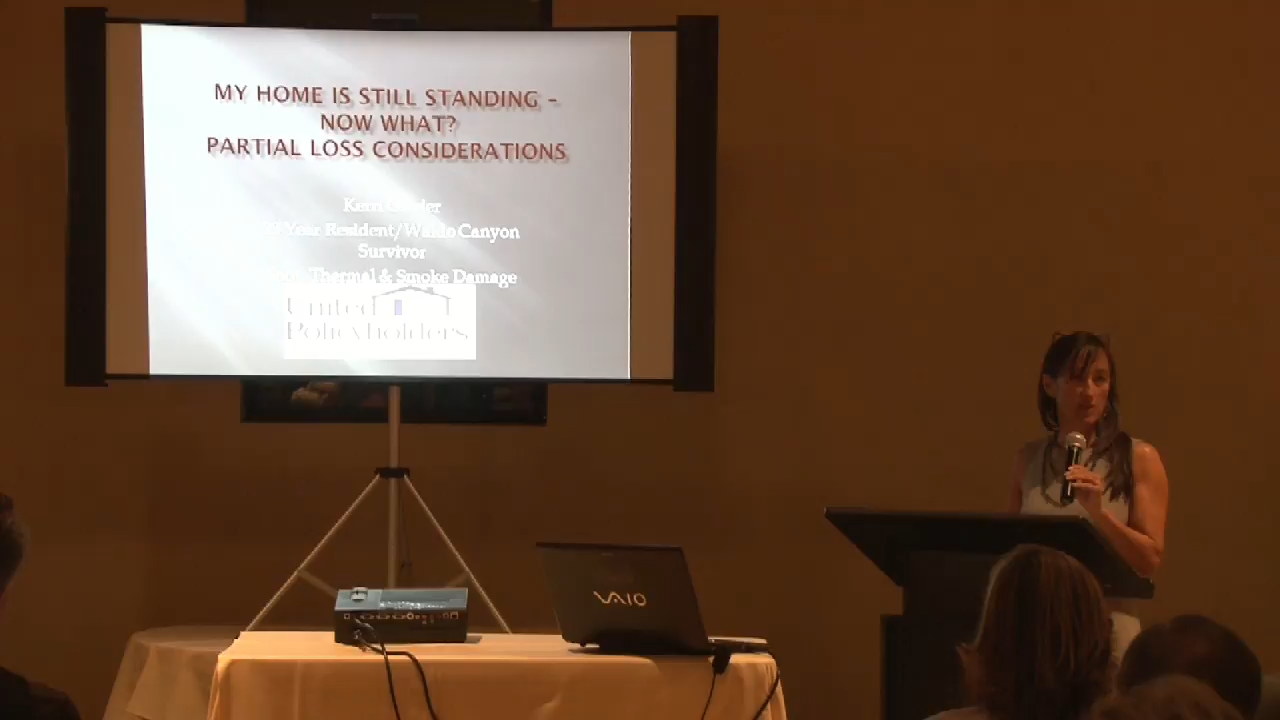 MY HOME IS STILL STANDING –
NOW WHAT?
PARTIAL LOSS CONSIDERATIONS
Year Resident/Waldo Canyon
Survivor
Thermal & Smoke Damage
United
Policyholders
VAIO